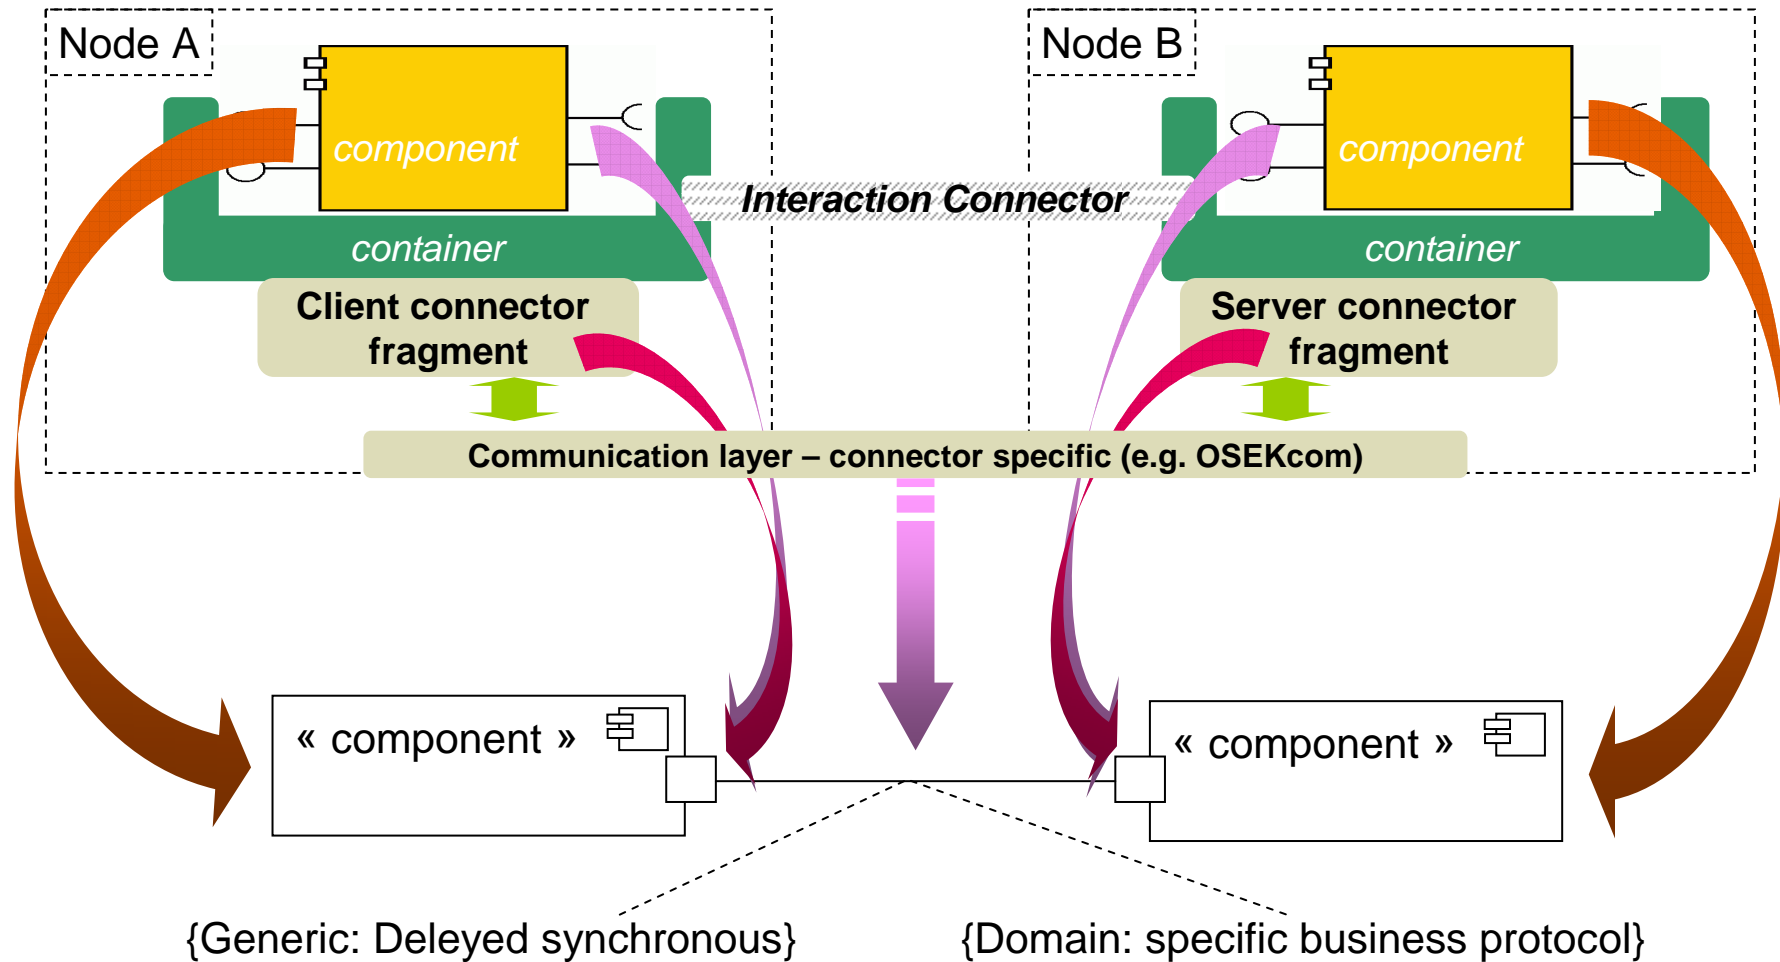 Node A
Node B
component
component
Interaction Connector
container
container
Client connector
fragment
Server connector
fragment
Communication layer – connector specific (e.g. OSEKcom)
« component »
« component »
{Generic: Deleyed synchronous}
{Domain: specific business protocol}